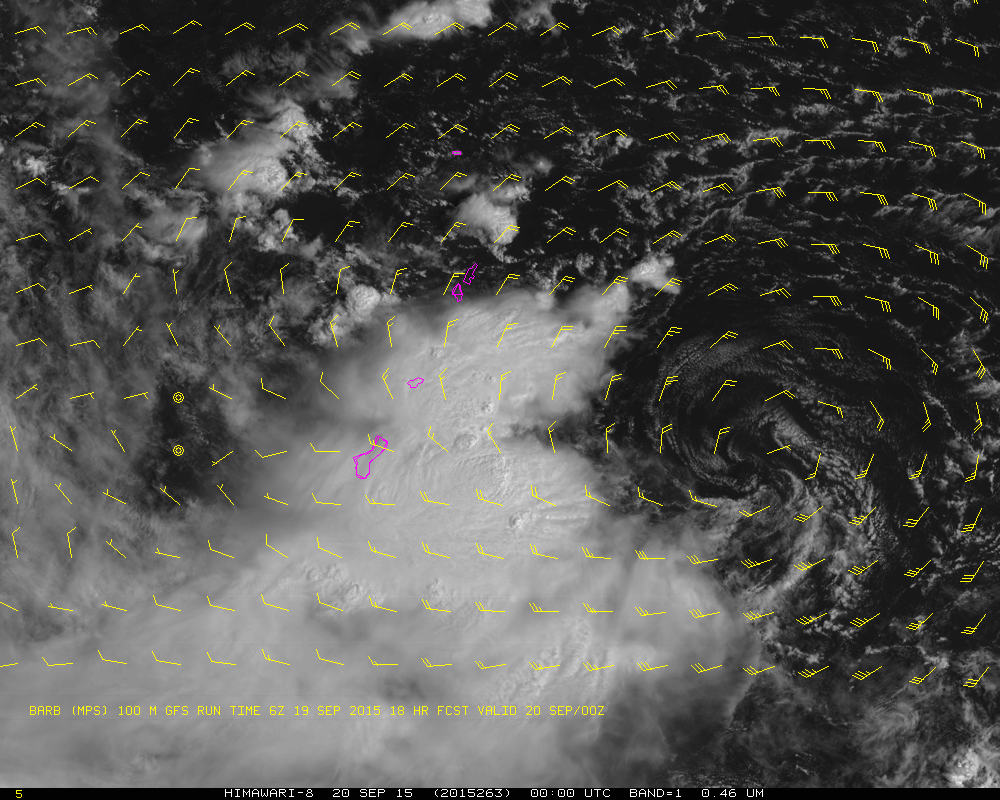 BARB (MPS) 100 M GFS RUN TIME 6Z 19 SEP 2015 18 HR FCST VALID 20 SEP/00Z
5 HIMAWARI-8 20 SEP 15 (2015263) 00:00 UTC BAND=1 0.46 UM